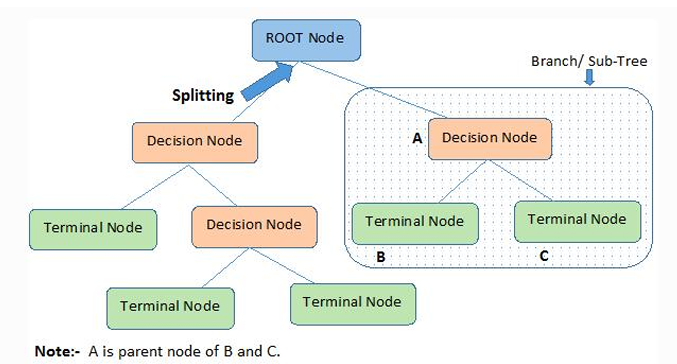 ROOT Node
Branch/ Sub-Tree
Splitting
Decision Node
A
Decision Node
Terminal Node
Decision Node
Terminal Node
Terminal Node
B
C
Terminal Node
Terminal Node
Note:- A is parent node of B and C.